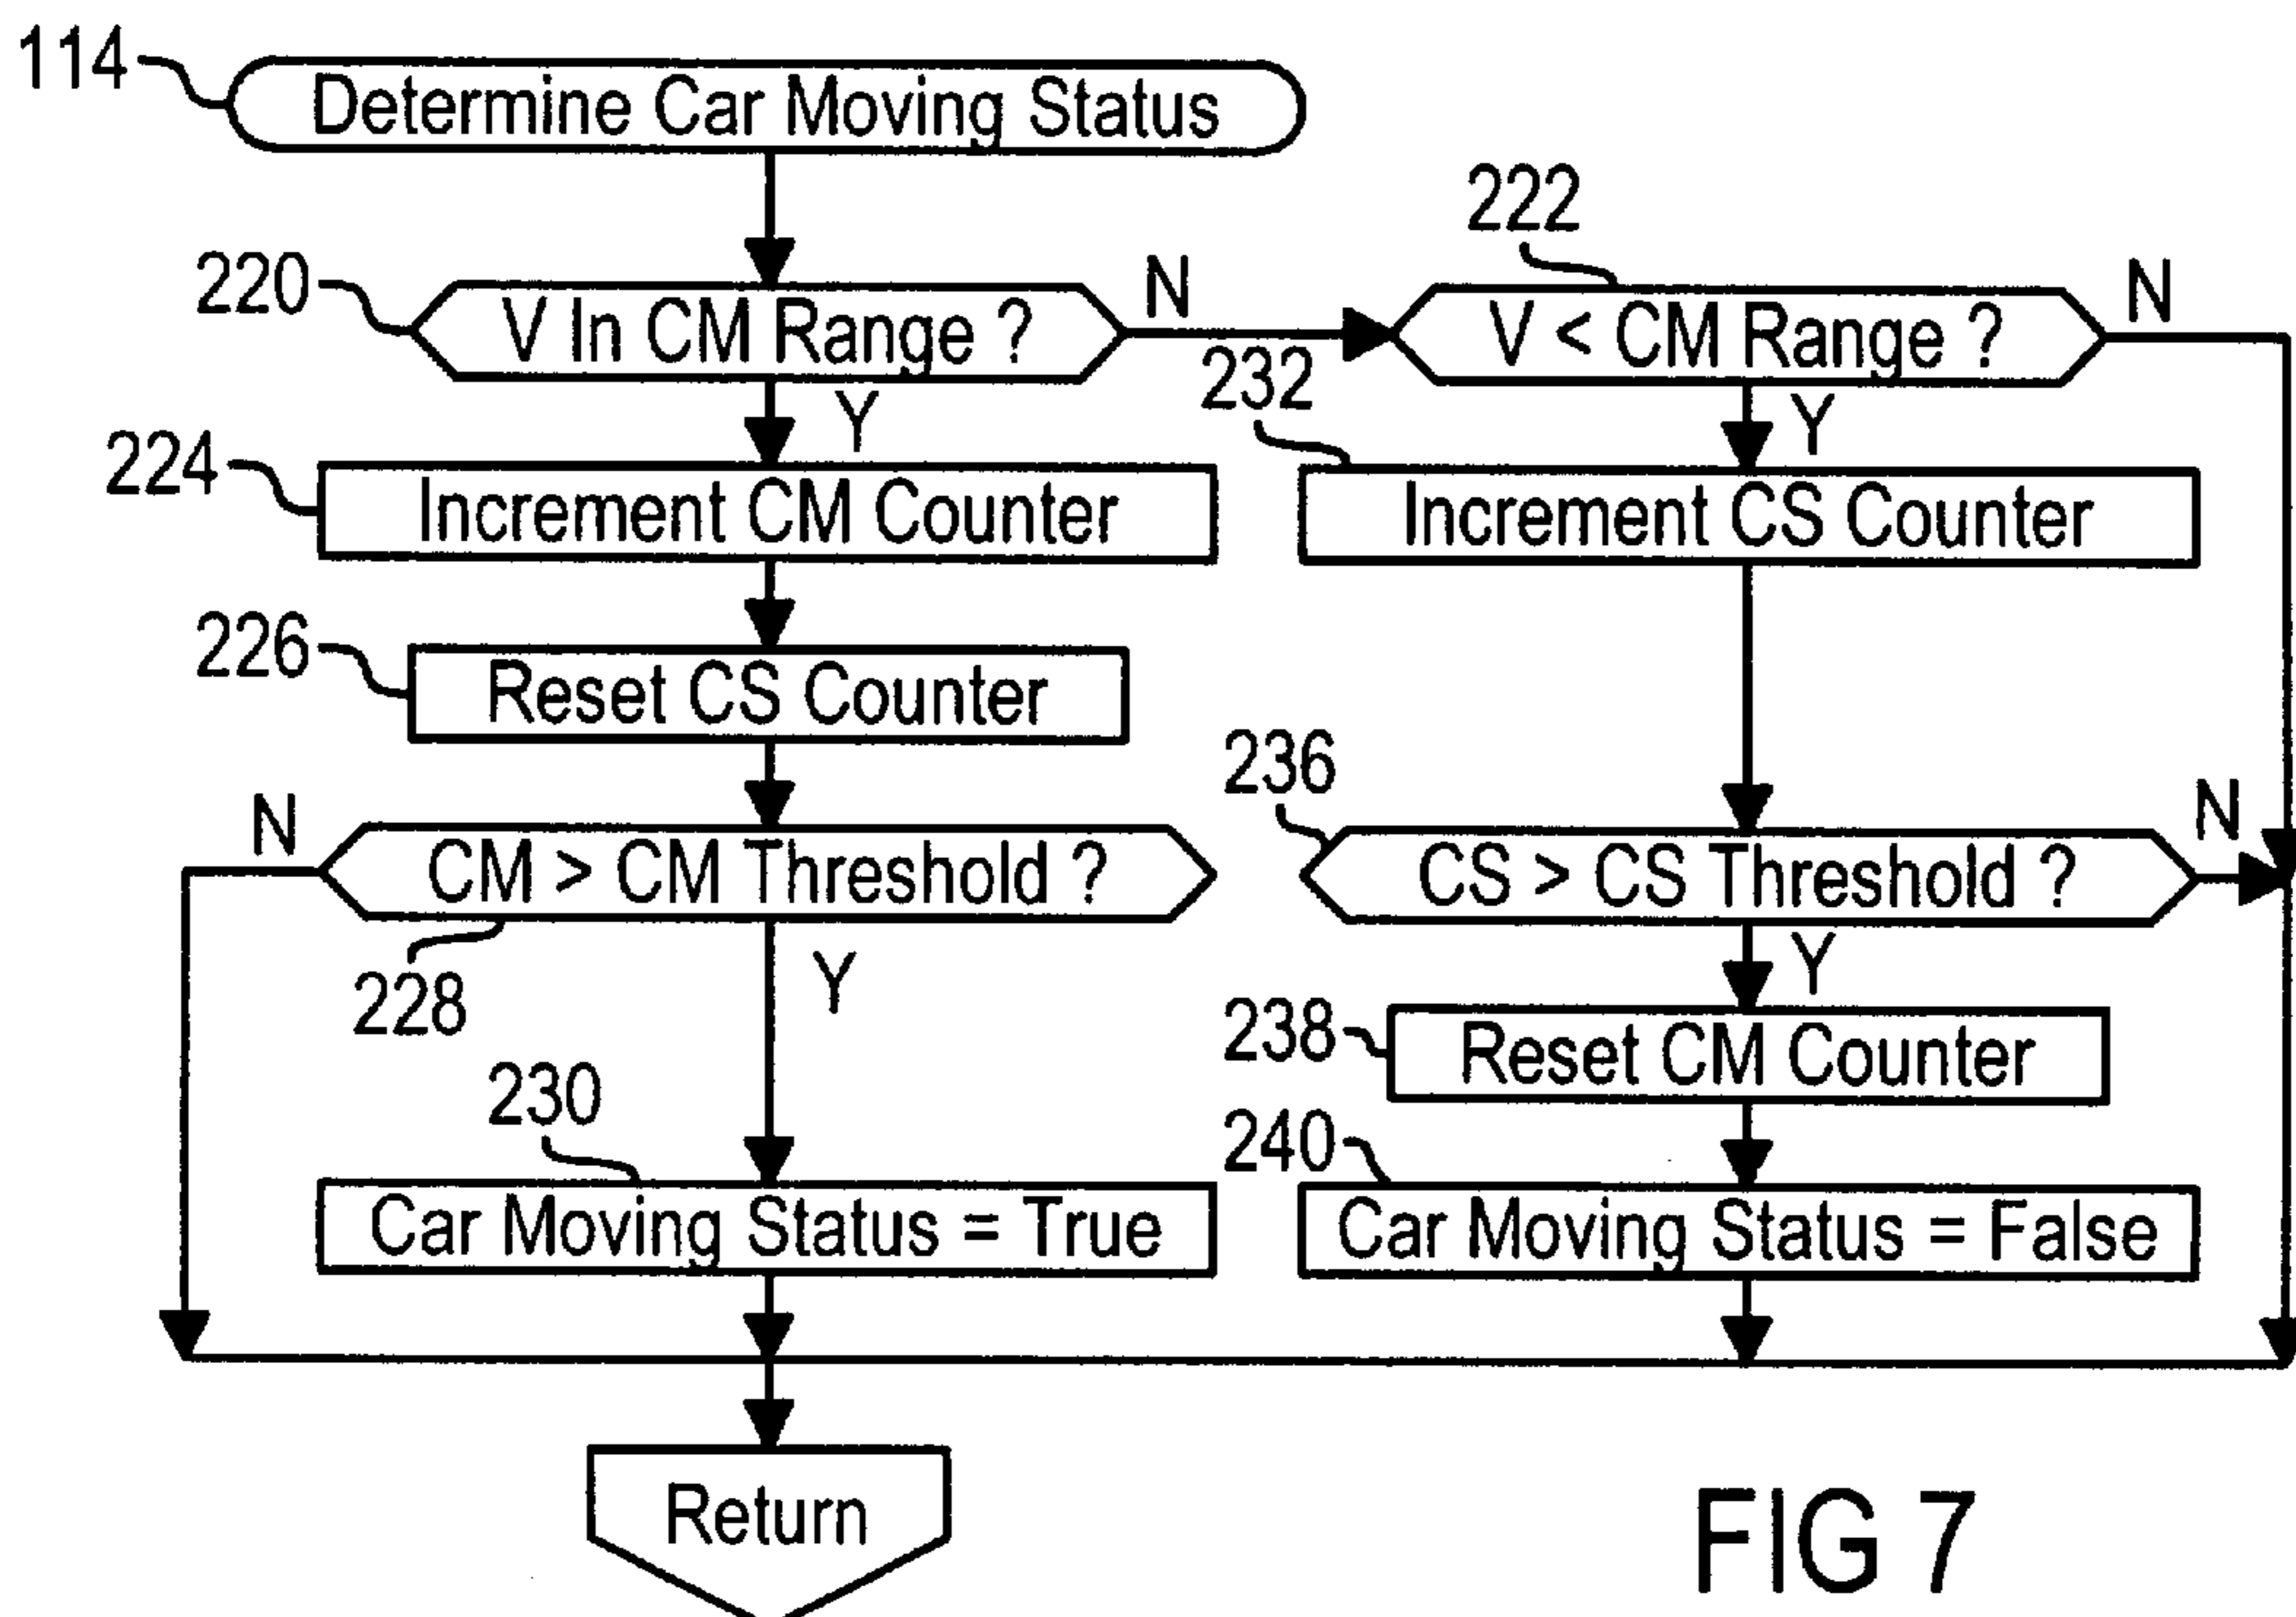 114
Determine Car Moving Status
222
220
V In CM Range ?
N
V < CM Range ?
N
232
Y
Y
224
Increment CM Counter
Increment CS Counter
226
Reset CS Counter
236
N
CM > CM Threshold ?
CS > CS Threshold ?
N
228
Y
Y
238
Reset CM Counter
230
240
Car Moving Status = True
Car Moving Status = False
Return
FIG 7